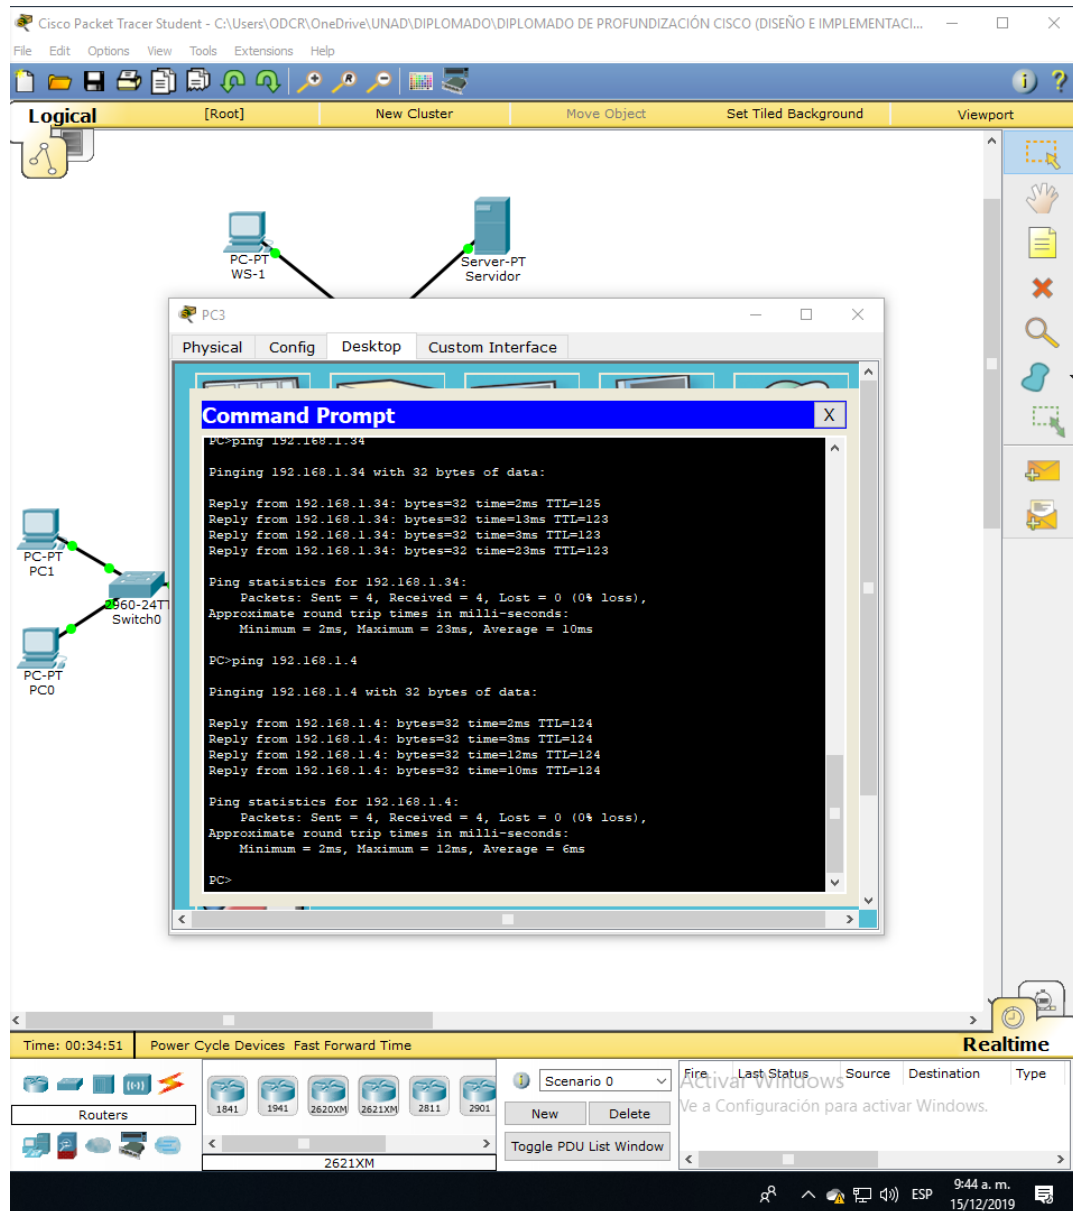 Cisco Packet Tracer Student - C:\Users\ODCR\OneDrive\UNAD\DIPLOMADO\DIPLOMADO DE PROFUNDIZACIÓN CISCO (DISEÑO E IMPLEMENTACI...
File Edit Options View Tools Extensions Help
Logical [Root] New Cluster Move Object Set Tiled Background Viewport
PC-PT
WS-1
Server-PT
Servidor
PC3
Physical Config Desktop Custom Interface
Command Prompt X
PC>ping 192.168.1.34
Pinging 192.168.1.34 with 32 bytes of data:
Reply from 192.168.1.34: bytes=32 time=2ms TTL=125
Reply from 192.168.1.34: bytes=32 time=13ms TTL=123
Reply from 192.168.1.34: bytes=32 time=3ms TTL=123
Reply from 192.168.1.34: bytes=32 time=23ms TTL=123
Ping statistics for 192.168.1.34:
Packets: Sent = 4, Received = 4, Lost = 0 (0% loss),
Approximate round trip times in milli-seconds:
Minimum = 2ms, Maximum = 23ms, Average = 10ms
PC>ping 192.168.1.4
Pinging 192.168.1.4 with 32 bytes of data:
Reply from 192.168.1.4: bytes=32 time=2ms TTL=124
Reply from 192.168.1.4: bytes=32 time=3ms TTL=124
Reply from 192.168.1.4: bytes=32 time=12ms TTL=124
Reply from 192.168.1.4: bytes=32 time=10ms TTL=124
Ping statistics for 192.168.1.4:
Packets: Sent = 4, Received = 4, Lost = 0 (0% loss),
Approximate round trip times in milli-seconds:
Minimum = 2ms, Maximum = 12ms, Average = 6ms
PC>
PC-PT
PC1
2960-24TT
Switch0
PC-PT
PC0
Time: 00:34:51 Power Cycle Devices Fast Forward Time Realtime
Routers
1841 1941 2620XM 2621XM 2811 2901
2621XM
Scenario 0
New Delete
Toggle PDU List Window
Fire Last Status Source Destination Type
Activar Windows
Ve a Configuración para activar Windows.
ESP
9:44 a. m.
15/12/2019